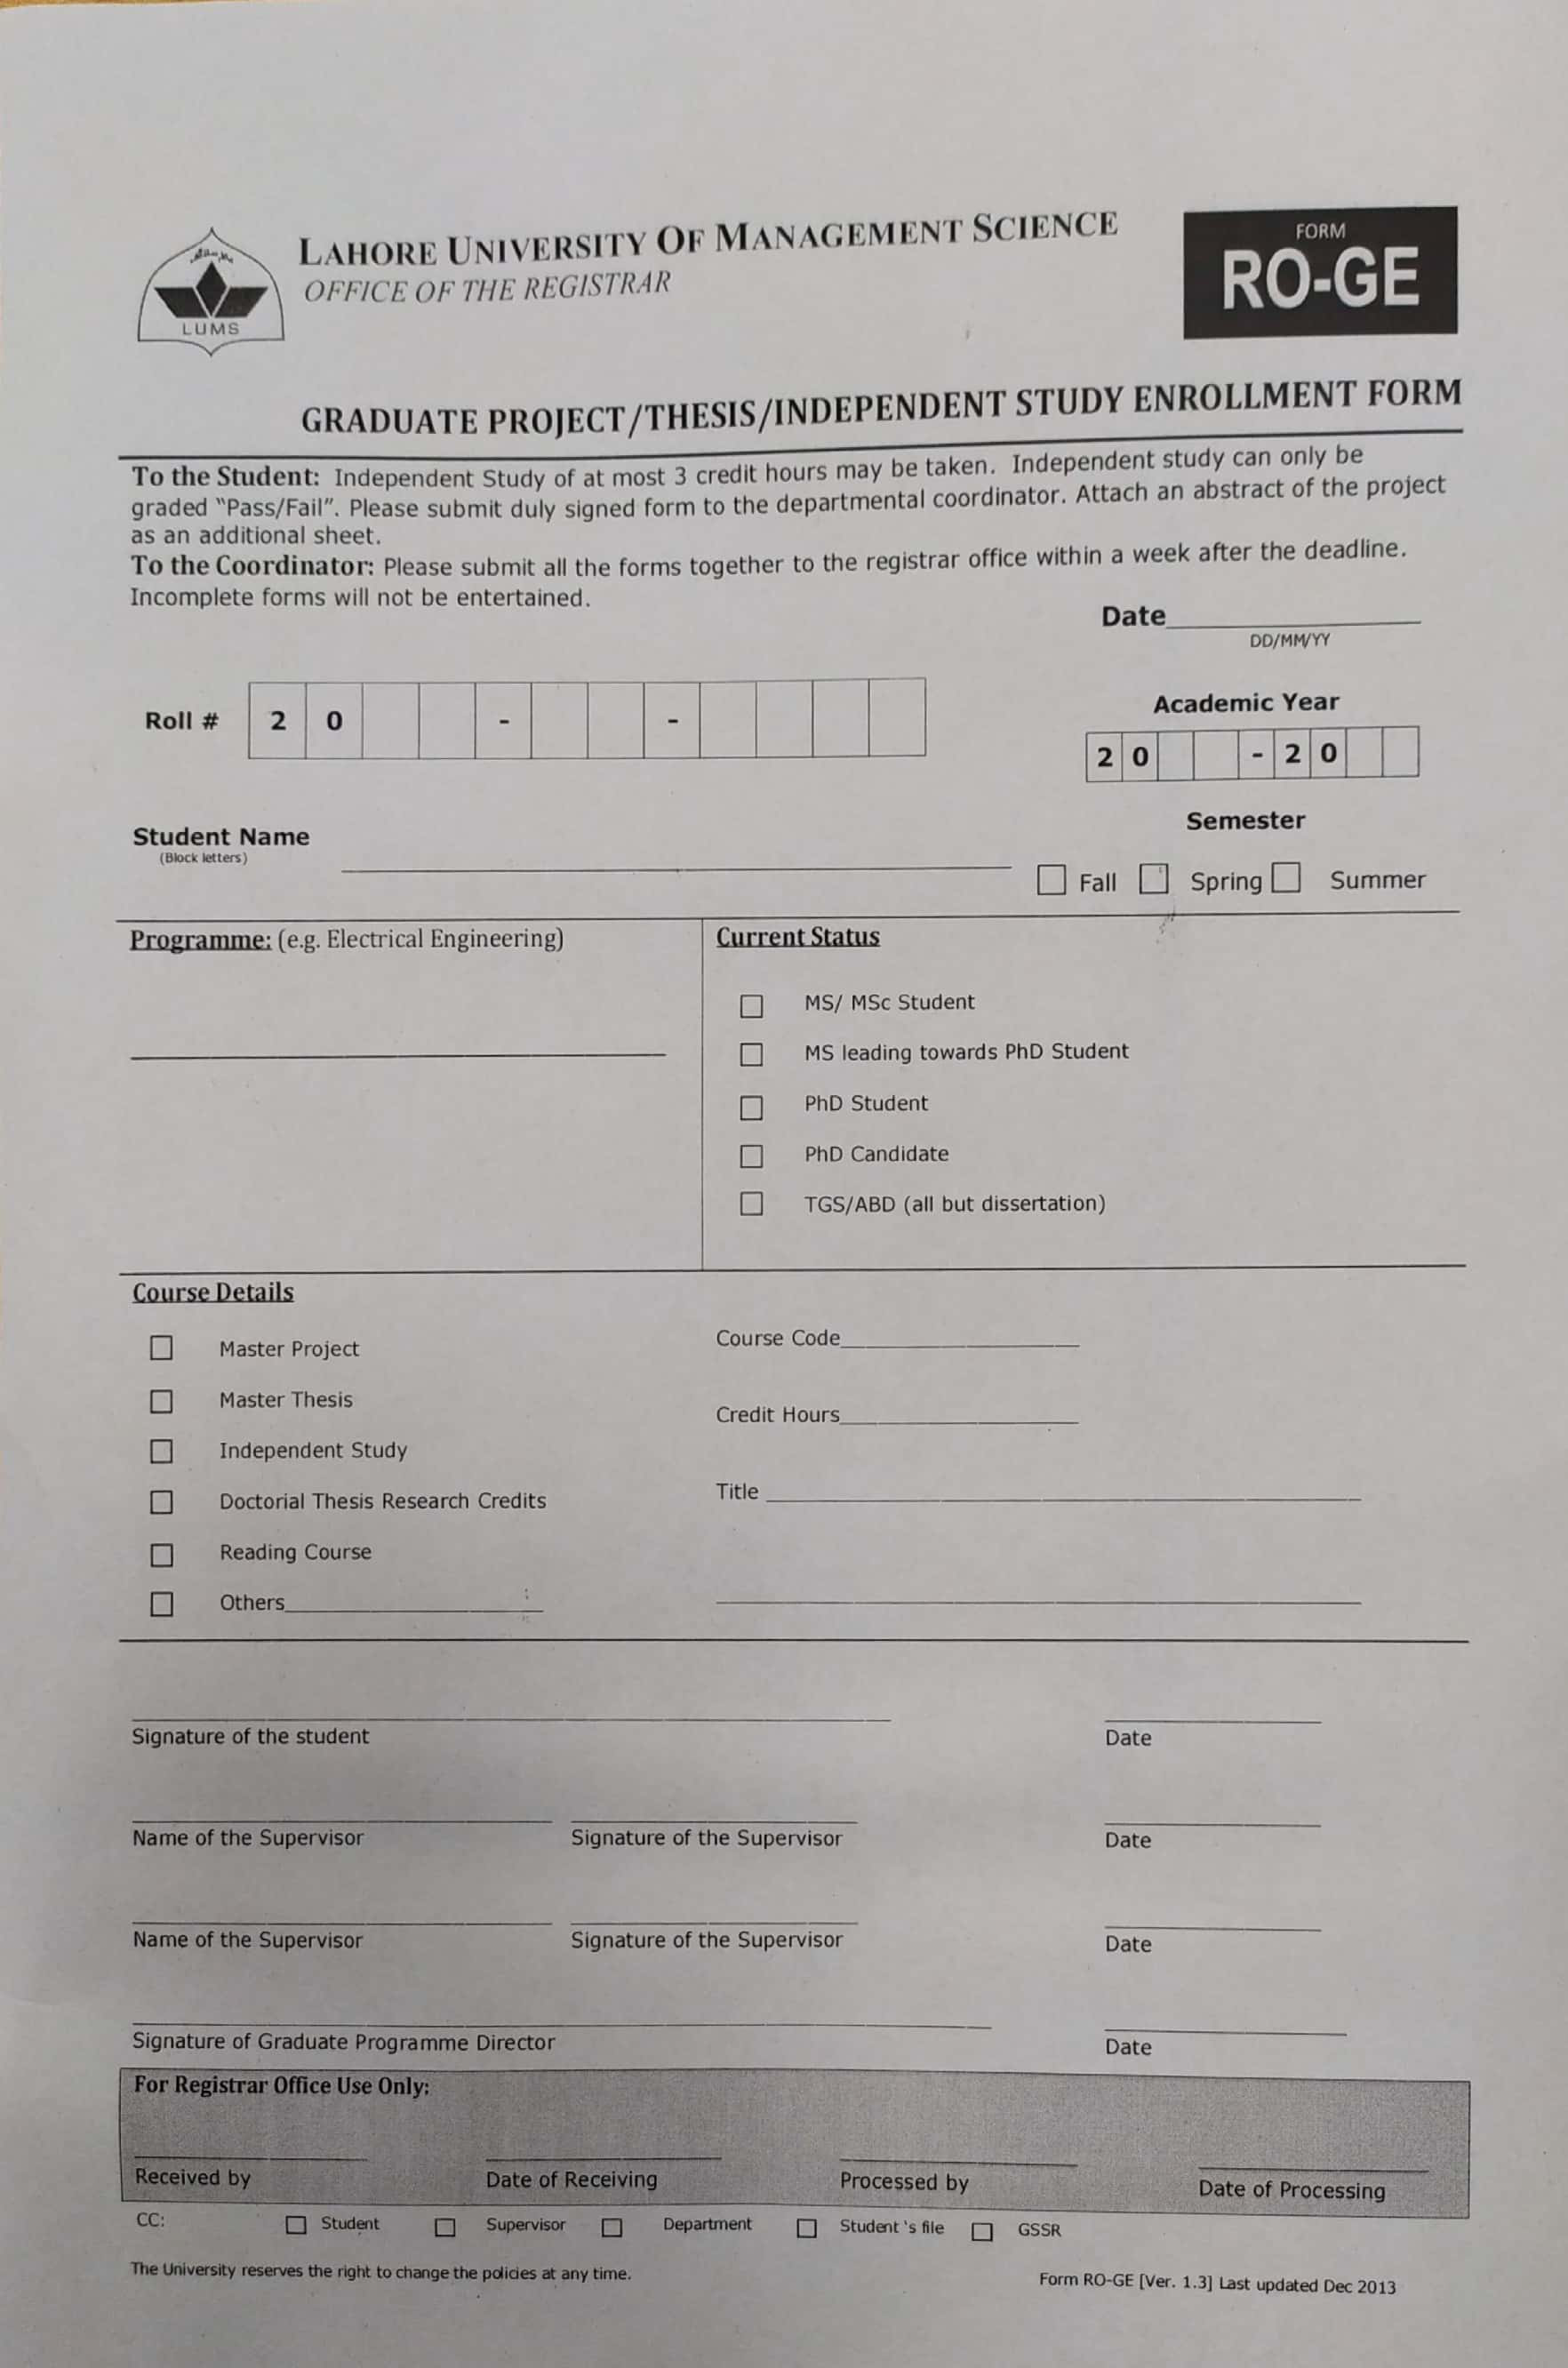 LUMS
LAHORE UNIVERSITY OF MANAGEMENT SCIENCE
OFFICE OF THE REGISTRAR
FORM
RO-GE
GRADUATE PROJECT/THESIS/INDEPENDENT STUDY ENROLLMENT FORM
To the Student: Independent Study of at most 3 credit hours may be taken. Independent study can only be
graded “Pass/Fail”. Please submit duly signed form to the departmental coordinator. Attach an abstract of the project
as an additional sheet.
To the Coordinator: Please submit all the forms together to the registrar office within a week after the deadline.
Incomplete forms will not be entertained.
Date
DD/MM/YY
Roll # 2 0 - -
Academic Year
2 0 - 2 0
Student Name
(Block letters)
Semester
Fall Spring Summer
Programme: (e.g. Electrical Engineering)
Current Status
MS/ MSc Student
MS leading towards PhD Student
PhD Student
PhD Candidate
TGS/ABD (all but dissertation)
Course Details
Master Project
Master Thesis
Independent Study
Doctorial Thesis Research Credits
Reading Course
Others
Course Code
Credit Hours
Title
Signature of the student Date
Name of the Supervisor Signature of the Supervisor Date
Name of the Supervisor Signature of the Supervisor Date
Signature of Graduate Programme Director Date
For Registrar Office Use Only:
Received by Date of Receiving Processed by Date of Processing
CC: Student Supervisor Department Student 's file GSSR
The University reserves the right to change the policies at any time.
Form RO-GE [Ver. 1.3] Last updated Dec 2013